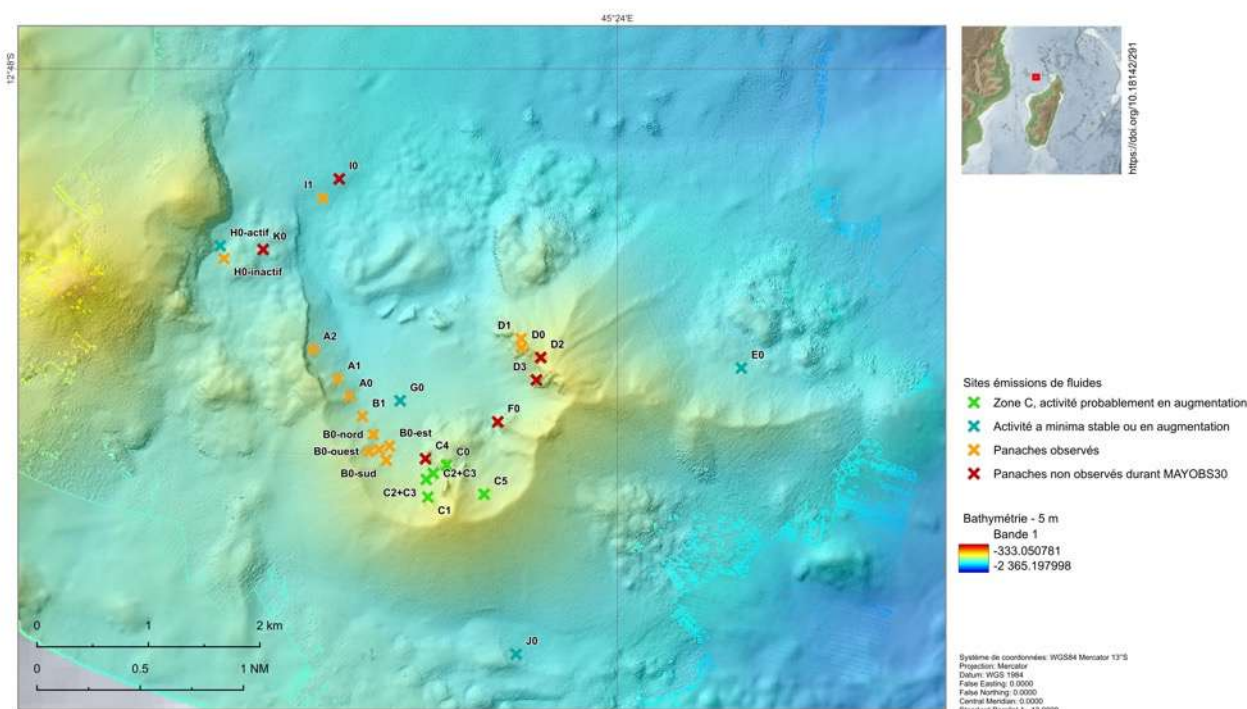 45°24'E
12°48'S
I0
I1
H0-actif
K0
H0-inactif
D1
D0
A2
D2
D3
E0
A1
A0
G0
B1
F0
B0-nord
B0-est
B0-ouest
C4
C0
B0-sud
C2+C3
C5
C2+C3
C1
J0
0 1 2 km
0 0.5 1 NM
https://doi.org/10.18142/291
Sites émissions de fluides
Zone C, activité probablement en augmentation
Activité a minima stable ou en augmentation
Panaches observés
Panaches non observés durant MAYOBS30
Bathymétrie - 5 m
Bande 1
-333.050781
-2 365.197998
Système de coordonnées: WGS84 Mercator 13°S
Projection: Mercator
Datum: WGS 1984
False Easting: 0.0000
False Northing: 0.0000
Central Meridian: 0.0000